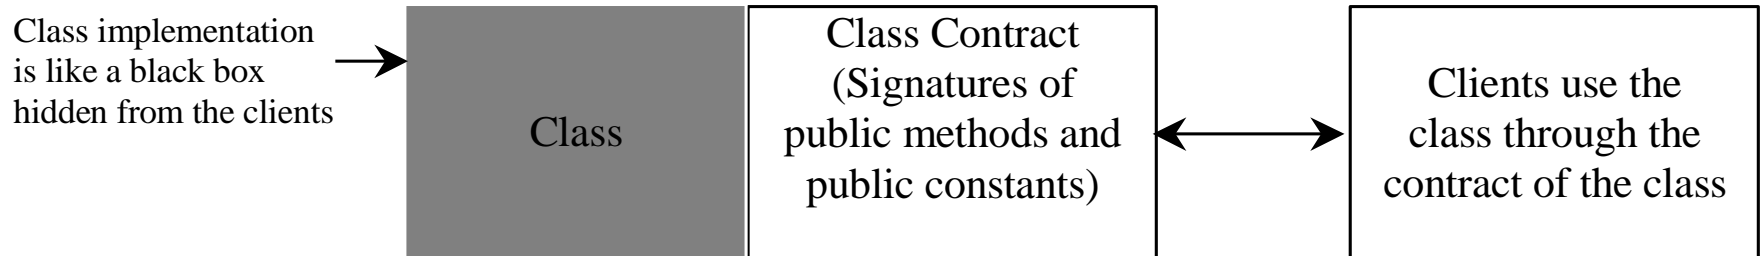 Class implementation
is like a black box
hidden from the clients
Class
Class Contract
(Signatures of
public methods and
public constants)
Clients use the
class through the
contract of the class